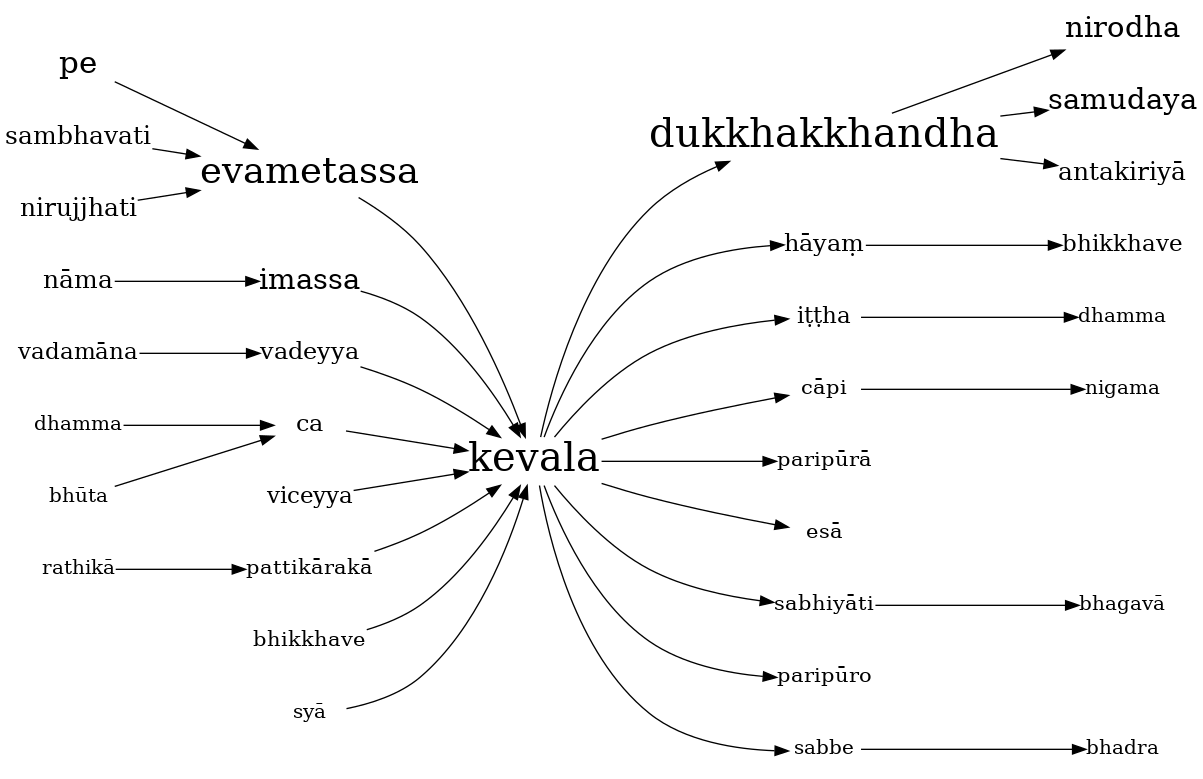 nirodha
pe
samudaya
sambhavati
dukkhakkhandha
evametassa
antakiriyā
nirujjhati
hāyaṃ
bhikkhave
nāma
imassa
iṭṭha
dhamma
vadamāna
vadeyya
cāpi
nigama
dhamma
ca
kevala
paripūrā
bhūta
viceyya
esā
rathikā
pattikārakā
sabhiyāti
bhagavā
bhikkhave
paripūro
syā
sabbe
bhadra